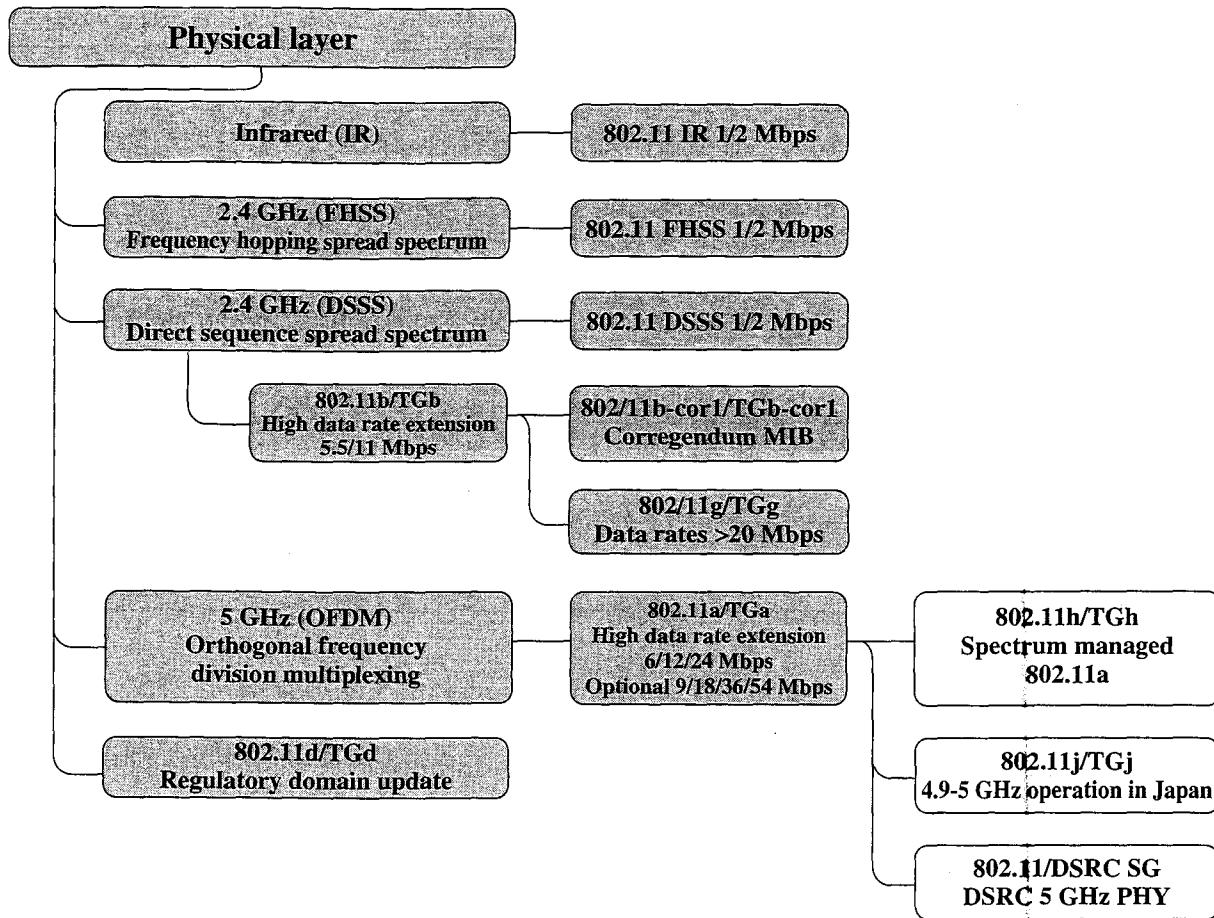 Physical layer
Infrared (IR)
802.11 IR 1/2 Mbps
2.4 GHz (FHSS)
Frequency hopping spread spectrum
802.11 FHSS 1/2 Mbps
2.4 GHz (DSSS)
Direct sequence spread spectrum
802.11 DSSS 1/2 Mbps
802.11b/TGb
High data rate extension
5.5/11 Mbps
802/11b-cor1/TGb-cor1
Corregendum MIB
802/11g/TGg
Data rates >20 Mbps
5 GHz (OFDM)
Orthogonal frequency
division multiplexing
802.11a/TGa
High data rate extension
6/12/24 Mbps
Optional 9/18/36/54 Mbps
802.11h/TGh
Spectrum managed
802.11a
802.11d/TGd
Regulatory domain update
802.11j/TGj
4.9-5 GHz operation in Japan
802.11/DSRC SG
DSRC 5 GHz PHY